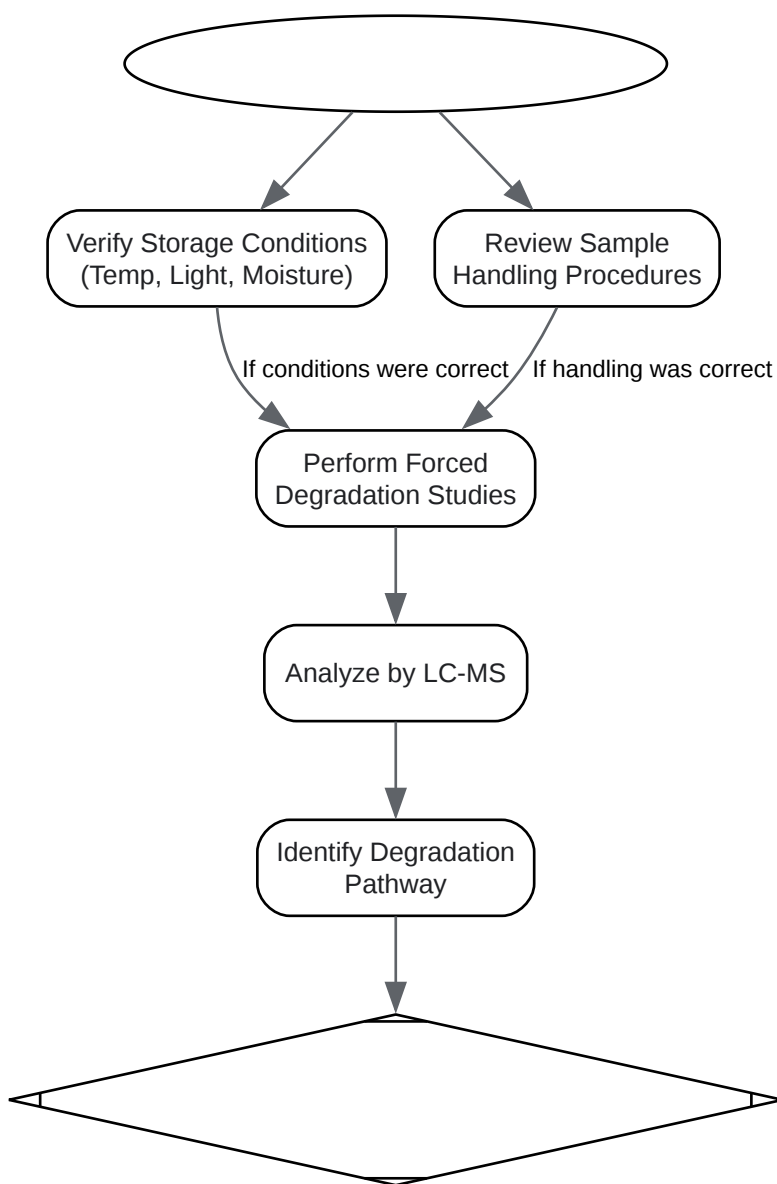 Verify Storage Conditions
(Temp, Light, Moisture)
Review Sample
Handling Procedures
If conditions were correct
If handling was correct
Perform Forced
Degradation Studies
Analyze by LC-MS
Identify Degradation
Pathway